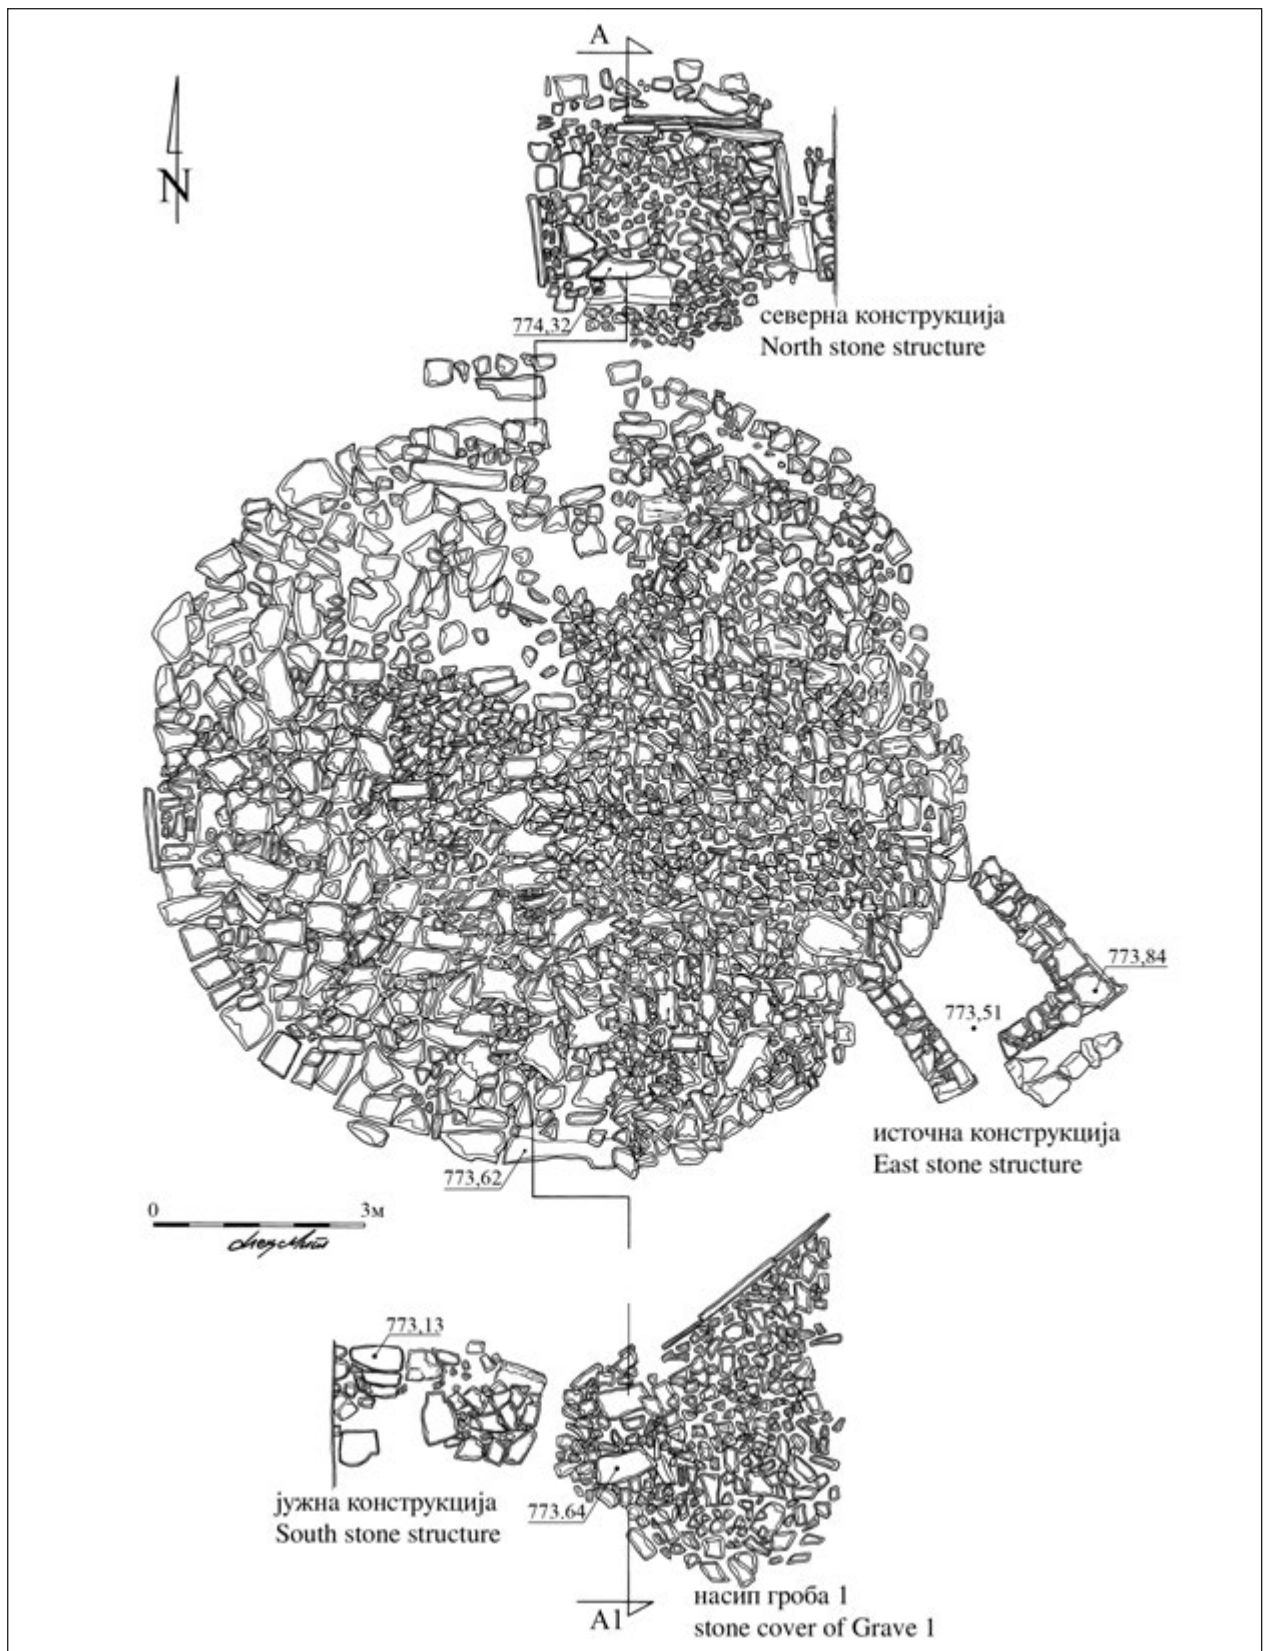 A
N
774,32
северна конструкција
North stone structure
773,84
773,51
источна конструкција
East stone structure
773,62
0 3м
773,13
јужна конструкција
South stone structure
773.64
A1
насип гроба 1
stone cover of Grave 1